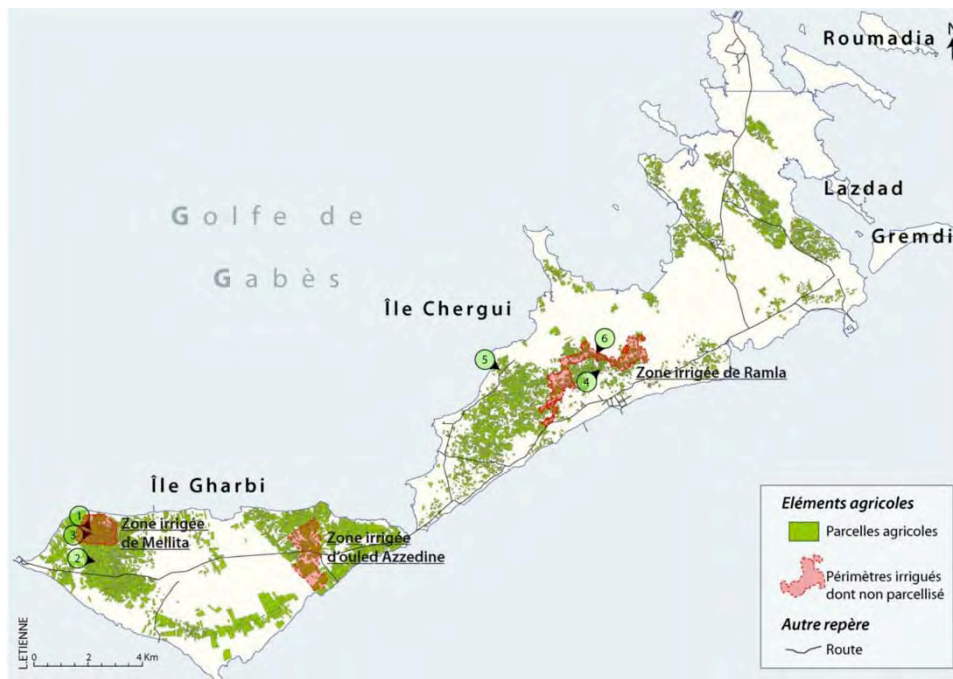 Roumadia
N
Lazdad
Gremdi
Golfe de
Gabès
Île Chergui
5
6
4
Zone irriguée de Ramla
Île Gharbi
1
3
2
Zone irrigée
de Mellita
Zone irrigée
d'ouled Azzedine
Eléments agricoles
Parcelles agricoles
Périmètres irrigués
dont non parcellisé
Autre repère
Route
L.ETIENNE
0 2 4 Km